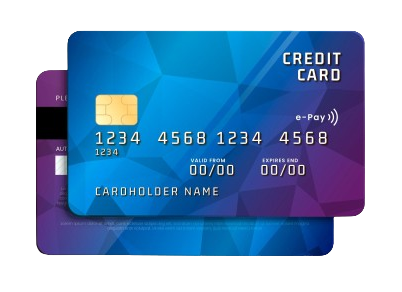 CREDIT
CARD
e-Pay
1234 4568 1234 4568
1234
VALID FROM
00/00
EXPIRES END
00/00
CARDHOLDER NAME